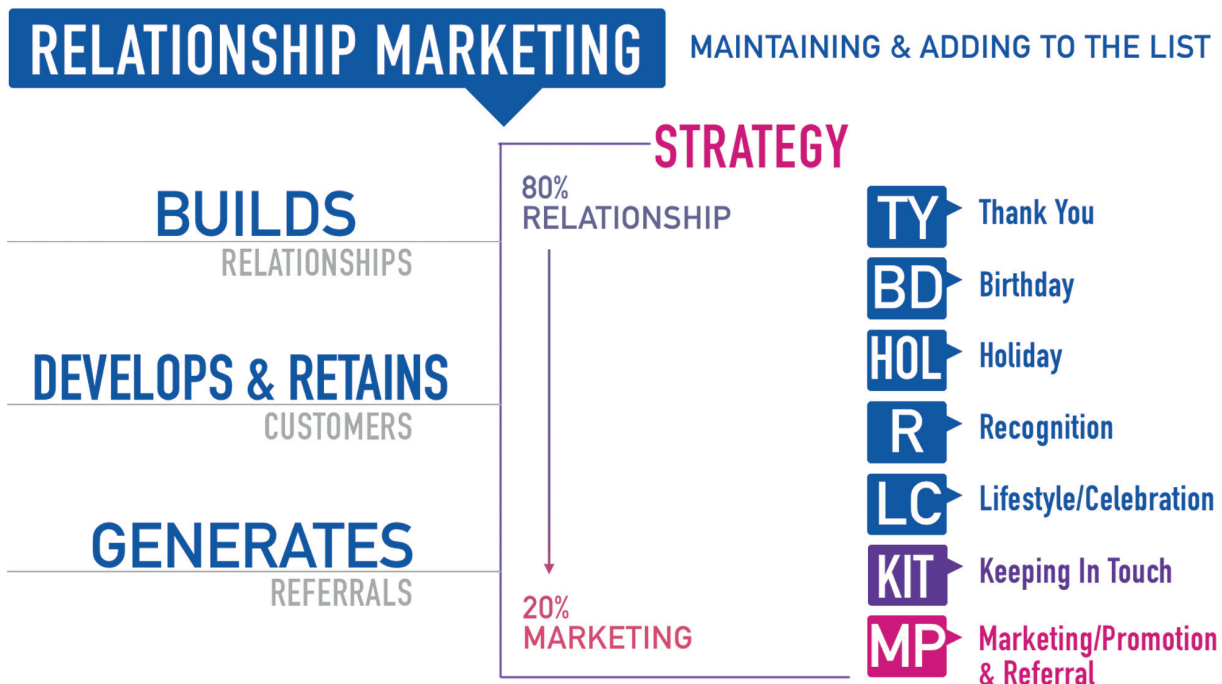 RELATIONSHIP MARKETING
MAINTAINING & ADDING TO THE LIST
BUILDS
RELATIONSHIPS
DEVELOPS & RETAINS
CUSTOMERS
GENERATES
REFERRALS
STRATEGY
80%
RELATIONSHIP
20%
MARKETING
TY Thank You
BD Birthday
HOL Holiday
R Recognition
LC Lifestyle/Celebration
KIT Keeping In Touch
MP Marketing/Promotion
& Referral